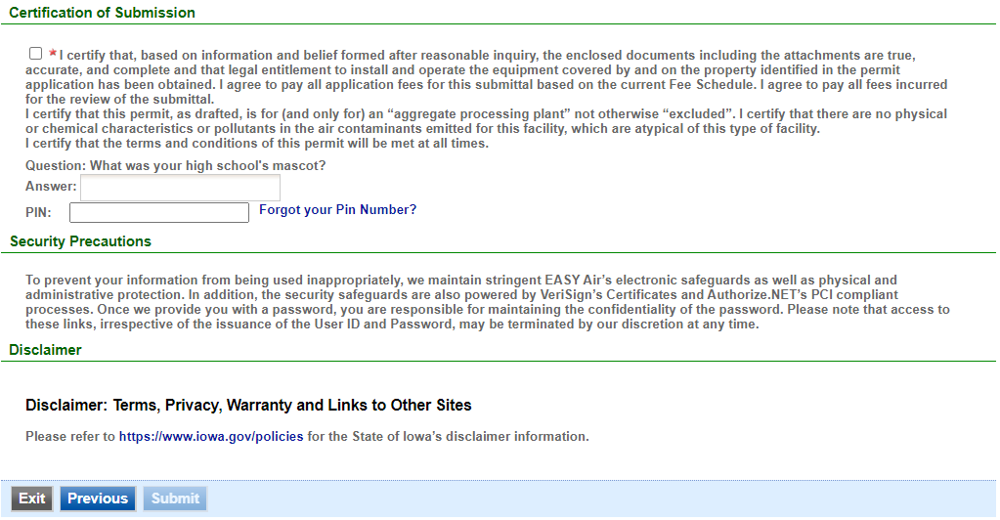 Certification of Submission
* I certify that, based on information and belief formed after reasonable inquiry, the enclosed documents including the attachments are true,
accurate, and complete and that legal entitlement to install and operate the equipment covered by and on the property identified in the permit
application has been obtained. I agree to pay all application fees for this submittal based on the current Fee Schedule. I agree to pay all fees incurred
for the review of the submittal.
I certify that this permit, as drafted, is for (and only for) an “aggregate processing plant” not otherwise “excluded”. I certify that there are no physical
or chemical characteristics or pollutants in the air contaminants emitted for this facility, which are atypical of this type of facility.
I certify that the terms and conditions of this permit will be met at all times.
Question: What was your high school's mascot?
Answer:
PIN: Forgot your Pin Number?
Security Precautions
To prevent your information from being used inappropriately, we maintain stringent EASY Air’s electronic safeguards as well as physical and
administrative protection. In addition, the security safeguards are also powered by VeriSign’s Certificates and Authorize.NET’s PCI compliant
processes. Once we provide you with a password, you are responsible for maintaining the confidentiality of the password. Please note that access to
these links, irrespective of the issuance of the User ID and Password, may be terminated by our discretion at any time.
Disclaimer
Disclaimer: Terms, Privacy, Warranty and Links to Other Sites
Please refer to https://www.iowa.gov/policies for the State of Iowa’s disclaimer information.
Exit Previous Submit